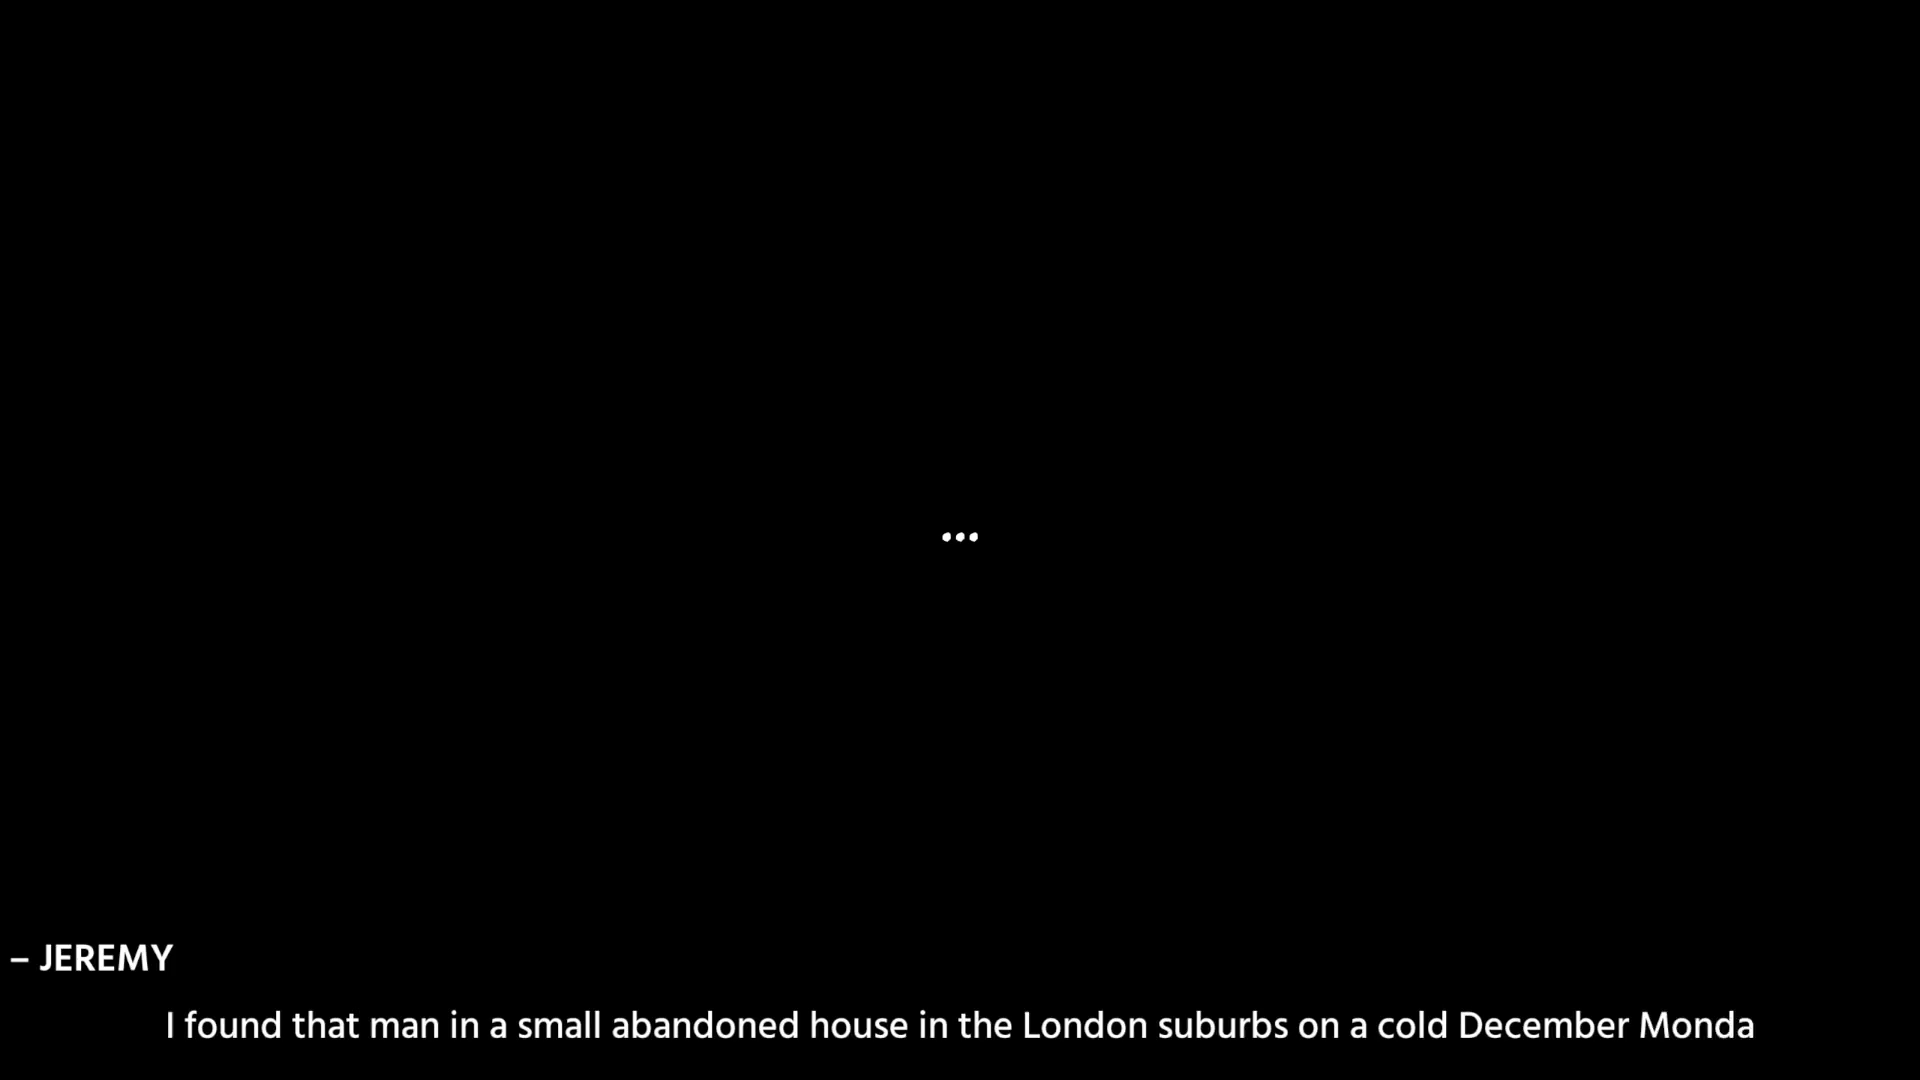 ...
– JEREMY
I found that man in a small abandoned house in the London suburbs on a cold December Monda